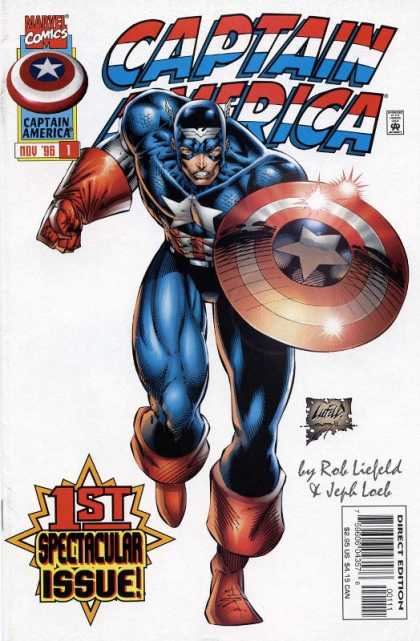 MARVEL
COMICS
CAPTAIN
AMERICA®
NOV '96 1
CAPTAIN
AMERICA
by Rob Liefeld
& Jeph Loeb
1ST
SPECTACULAR
ISSUE!
DIRECT EDITION
00111
$2.95 US $4.15 CAN